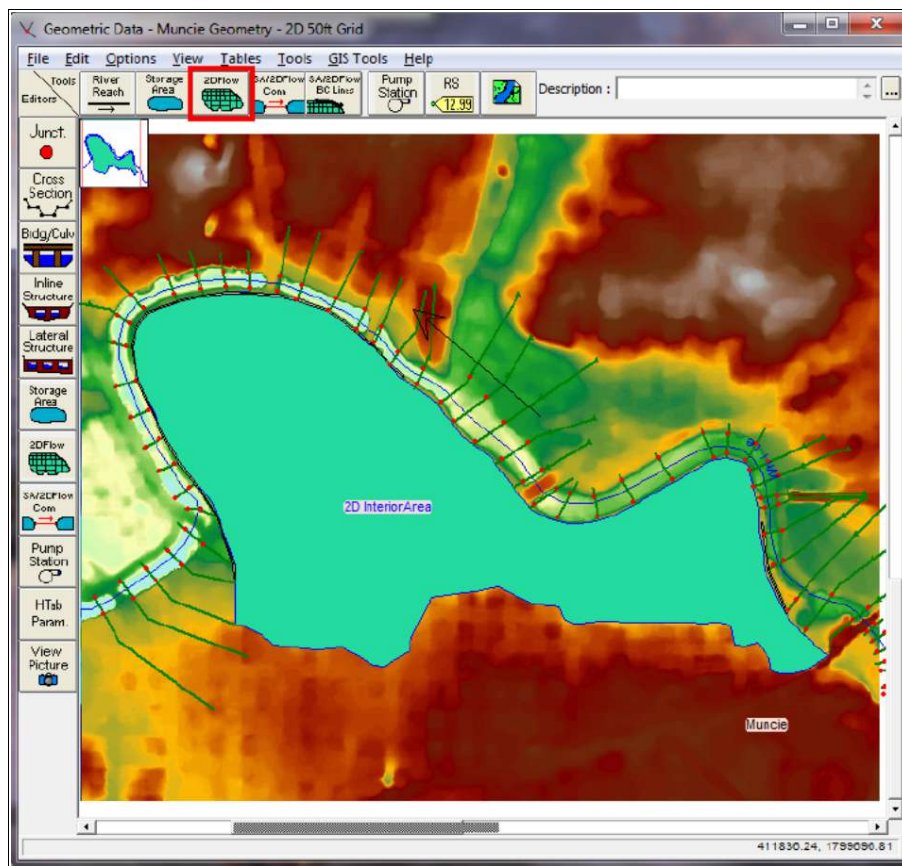 Geometric Data - Muncie Geometry - 2D 50ft Grid
File Edit Options View Tables Tools GIS Tools Help
Tools
Editors
River
Reach
Storage
Area
2DFlow
SA/2DFlow
Con
SA/2DFlow
BC Lines
Pump
Station
RS
12.99
Description :
...
Junct.
Cross
Section
Brdg/Culv
Inline
Structure
Lateral
Structure
Storage
Area
2DFlow
SA/2DFlow
Con
Pump
Station
HTab
Param.
View
Picture
2D InteriorArea
Muncie
411830.24, 1799096.81